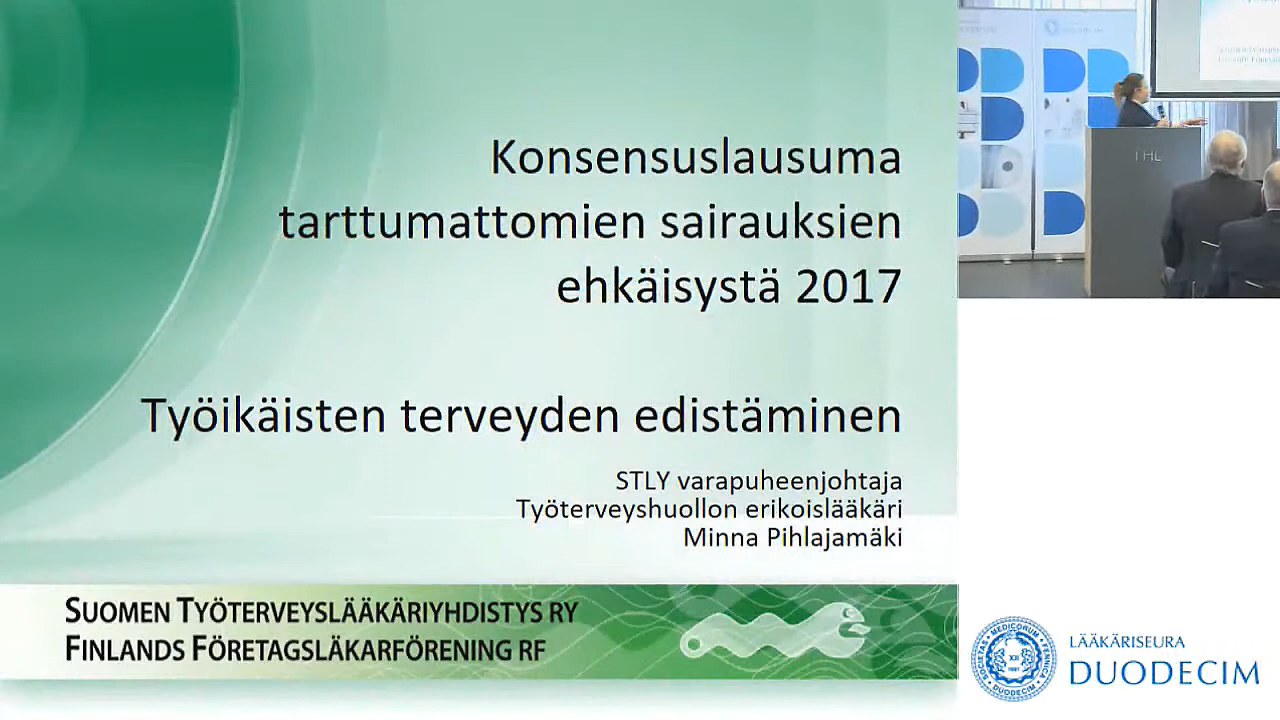 Konsensuslausuma
tarttumattomien sairauksien
ehkäisystä 2017
Työikäisten terveyden edistäminen
STLY varapuheenjohtaja
Työterveyshuollon erikoislääkäri
Minna Pihlajamäki
SUOMEN TYÖTERVEYSLÄÄKÄRIYHDISTYS RY
FINLANDS FÖRETAGSLÄKARFÖRENING RF
THL
LÄÄKÄRISEURA
DUODECIM